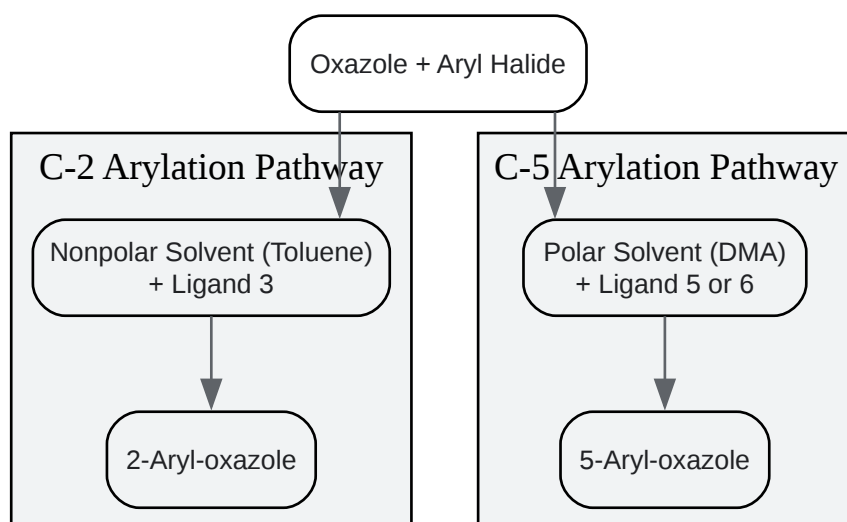 Oxazole + Aryl Halide
C-2 Arylation Pathway
Nonpolar Solvent (Toluene)
+ Ligand 3
2-Aryl-oxazole
C-5 Arylation Pathway
Polar Solvent (DMA)
+ Ligand 5 or 6
5-Aryl-oxazole